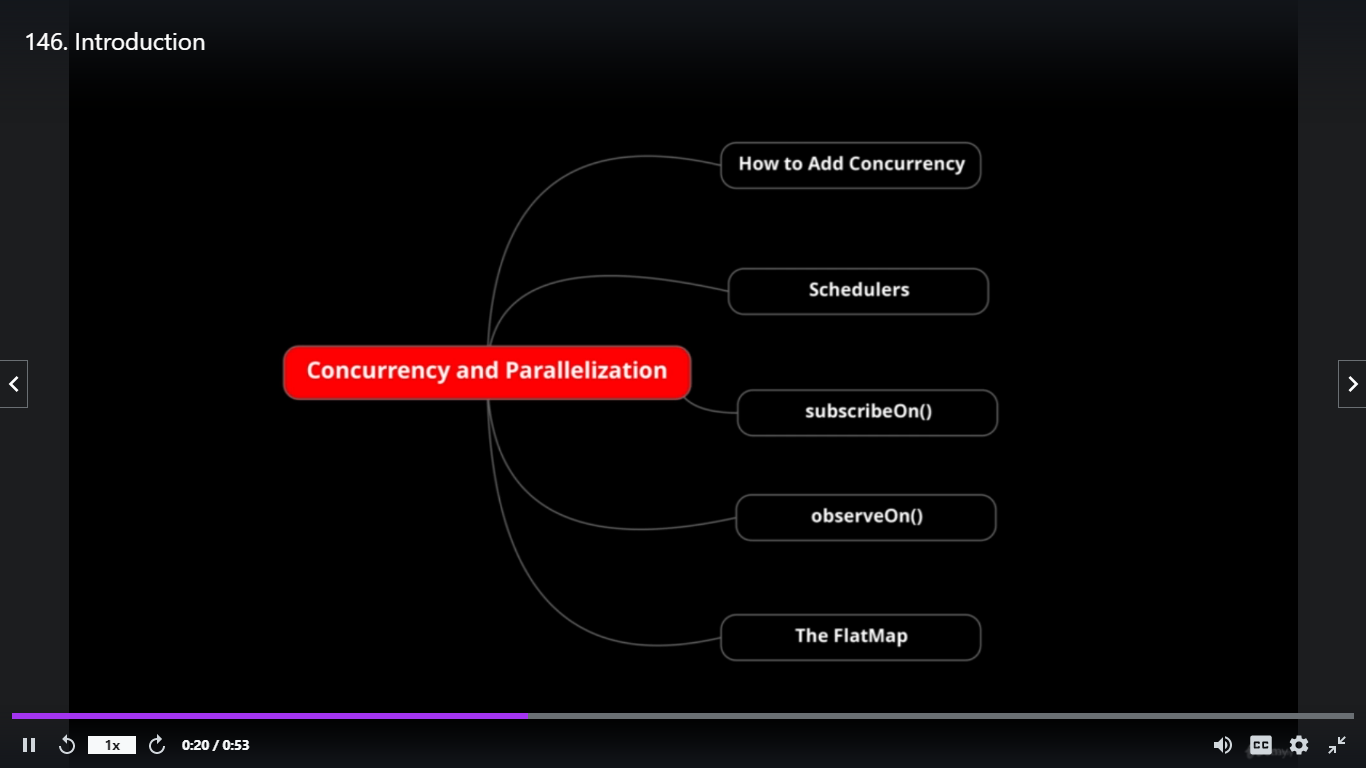 146. Introduction
How to Add Concurrency
Schedulers
Concurrency and Parallelization
subscribeOn()
observeOn()
The FlatMap
1x
0:20 / 0:53
CC